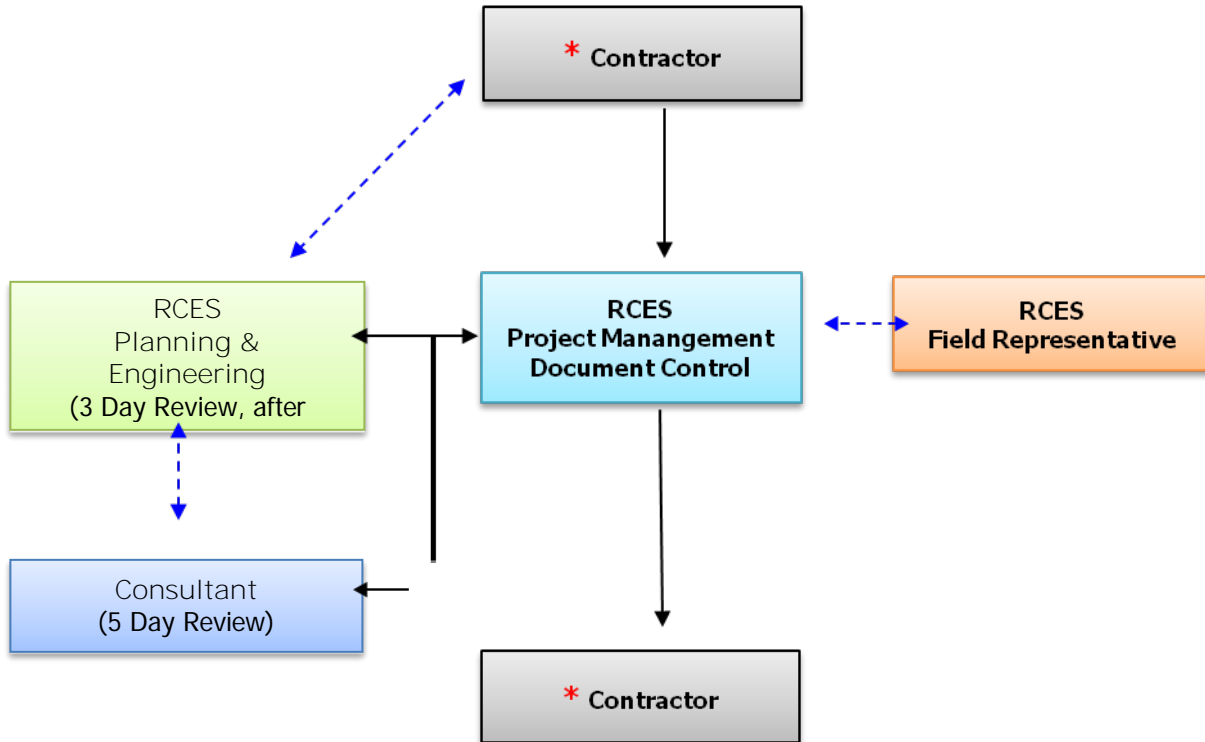 * Contractor
RCES
Planning &
Engineering
(3 Day Review, after
RCES
Project Manangement
Document Control
RCES
Field Representative
Consultant
(5 Day Review)
* Contractor